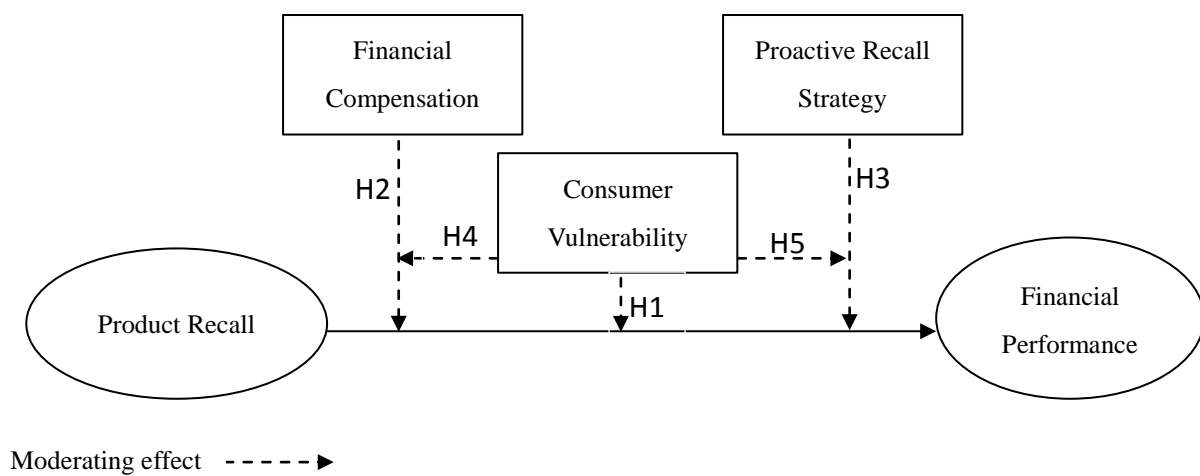 Financial
Compensation
Proactive Recall
Strategy
H2
H3
Consumer
Vulnerability
H4
H5
H1
Product Recall
Financial
Performance
Moderating effect